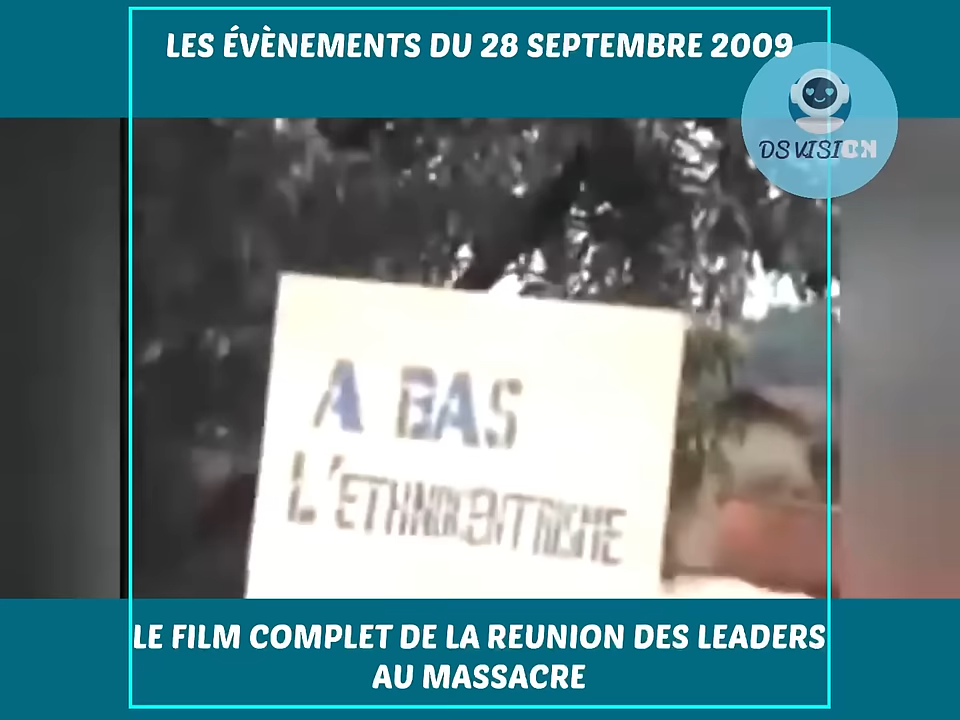 LES ÉVÈNEMENTS DU 28 SEPTEMBRE 2009
DS VISION
A BAS
L'ETHNOCENTRISME
LE FILM COMPLET DE LA REUNION DES LEADERS
AU MASSACRE